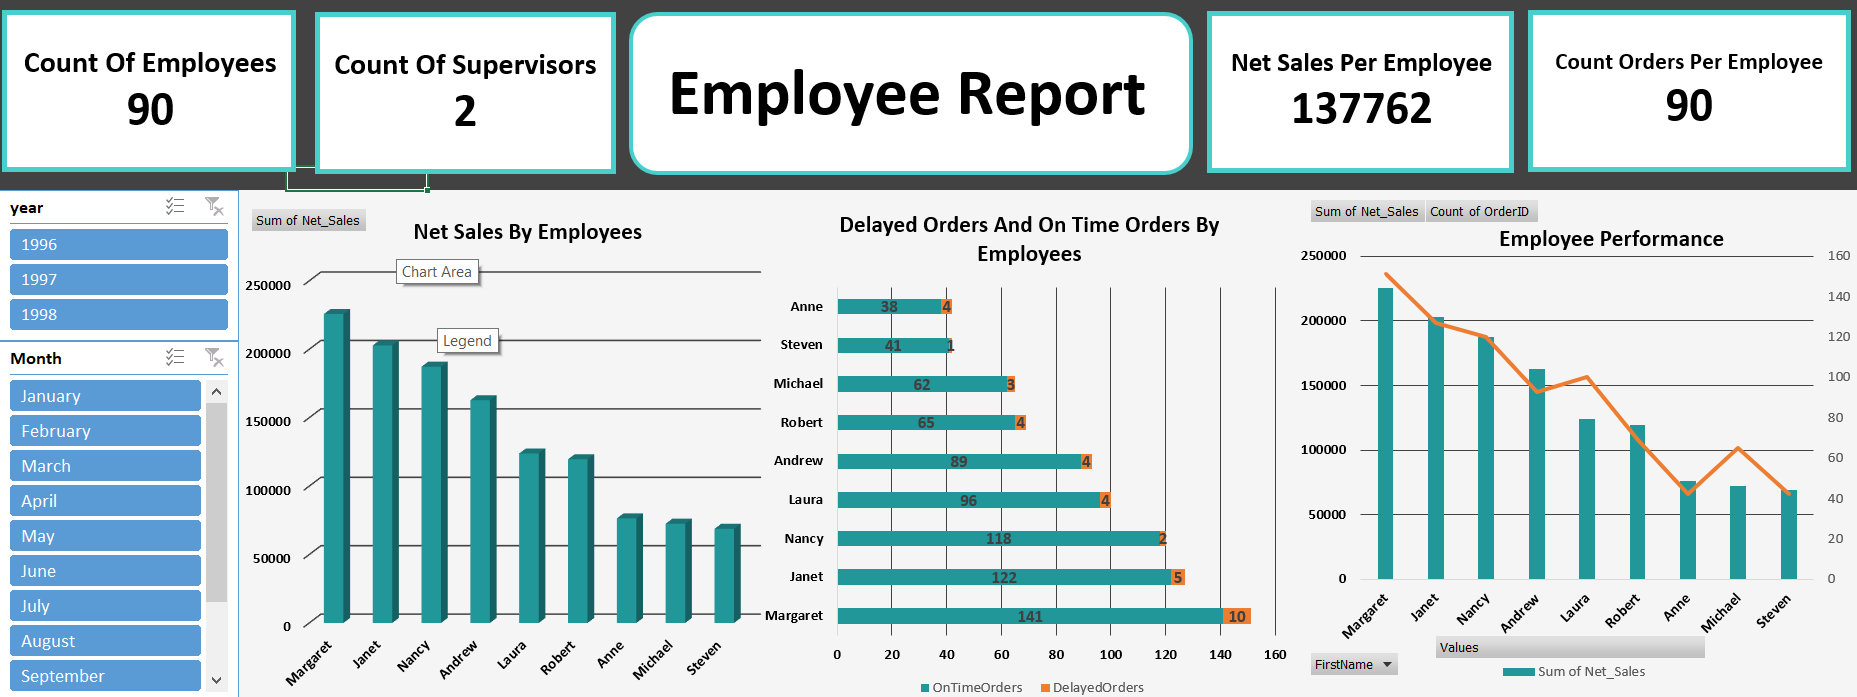 Count Of Employees
90
Count Of Supervisors
2
Employee Report
Net Sales Per Employee
137762
Count Orders Per Employee
90
year
1996
1997
1998
Month
January
February
March
April
May
June
July
August
September
Sum of Net_Sales
Net Sales By Employees
Chart Area
Legend
250000
200000
150000
100000
50000
0
Margaret
Janet
Nancy
Andrew
Laura
Robert
Anne
Michael
Steven
Delayed Orders And On Time Orders By
Employees
Anne 38 4
Steven 41 1
Michael 62 3
Robert 65 4
Andrew 89 4
Laura 96 4
Nancy 118 2
Janet 122 5
Margaret 141 10
0 20 40 60 80 100 120 140 160
OnTimeOrders DelayedOrders
Sum of Net_Sales Count of OrderID
Employee Performance
250000
200000
150000
100000
50000
0
160
140
120
100
80
60
40
20
0
Margaret
Janet
Nancy
Andrew
Laura
Robert
Anne
Michael
Steven
Values
FirstName
Sum of Net_Sales